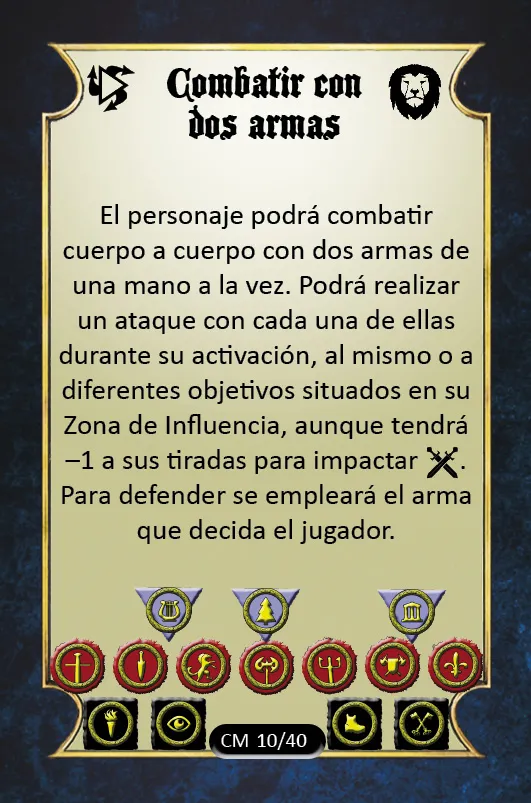 Combatir con
dos armas
El personaje podrá combatir
cuerpo a cuerpo con dos armas de
una mano a la vez. Podrá realizar
un ataque con cada una de ellas
durante su activación, al mismo o a
diferentes objetivos situados en su
Zona de Influencia, aunque tendrá
–1 a sus tiradas para impactar .
Para defender se empleará el arma
que decida el jugador.
CM 10/40